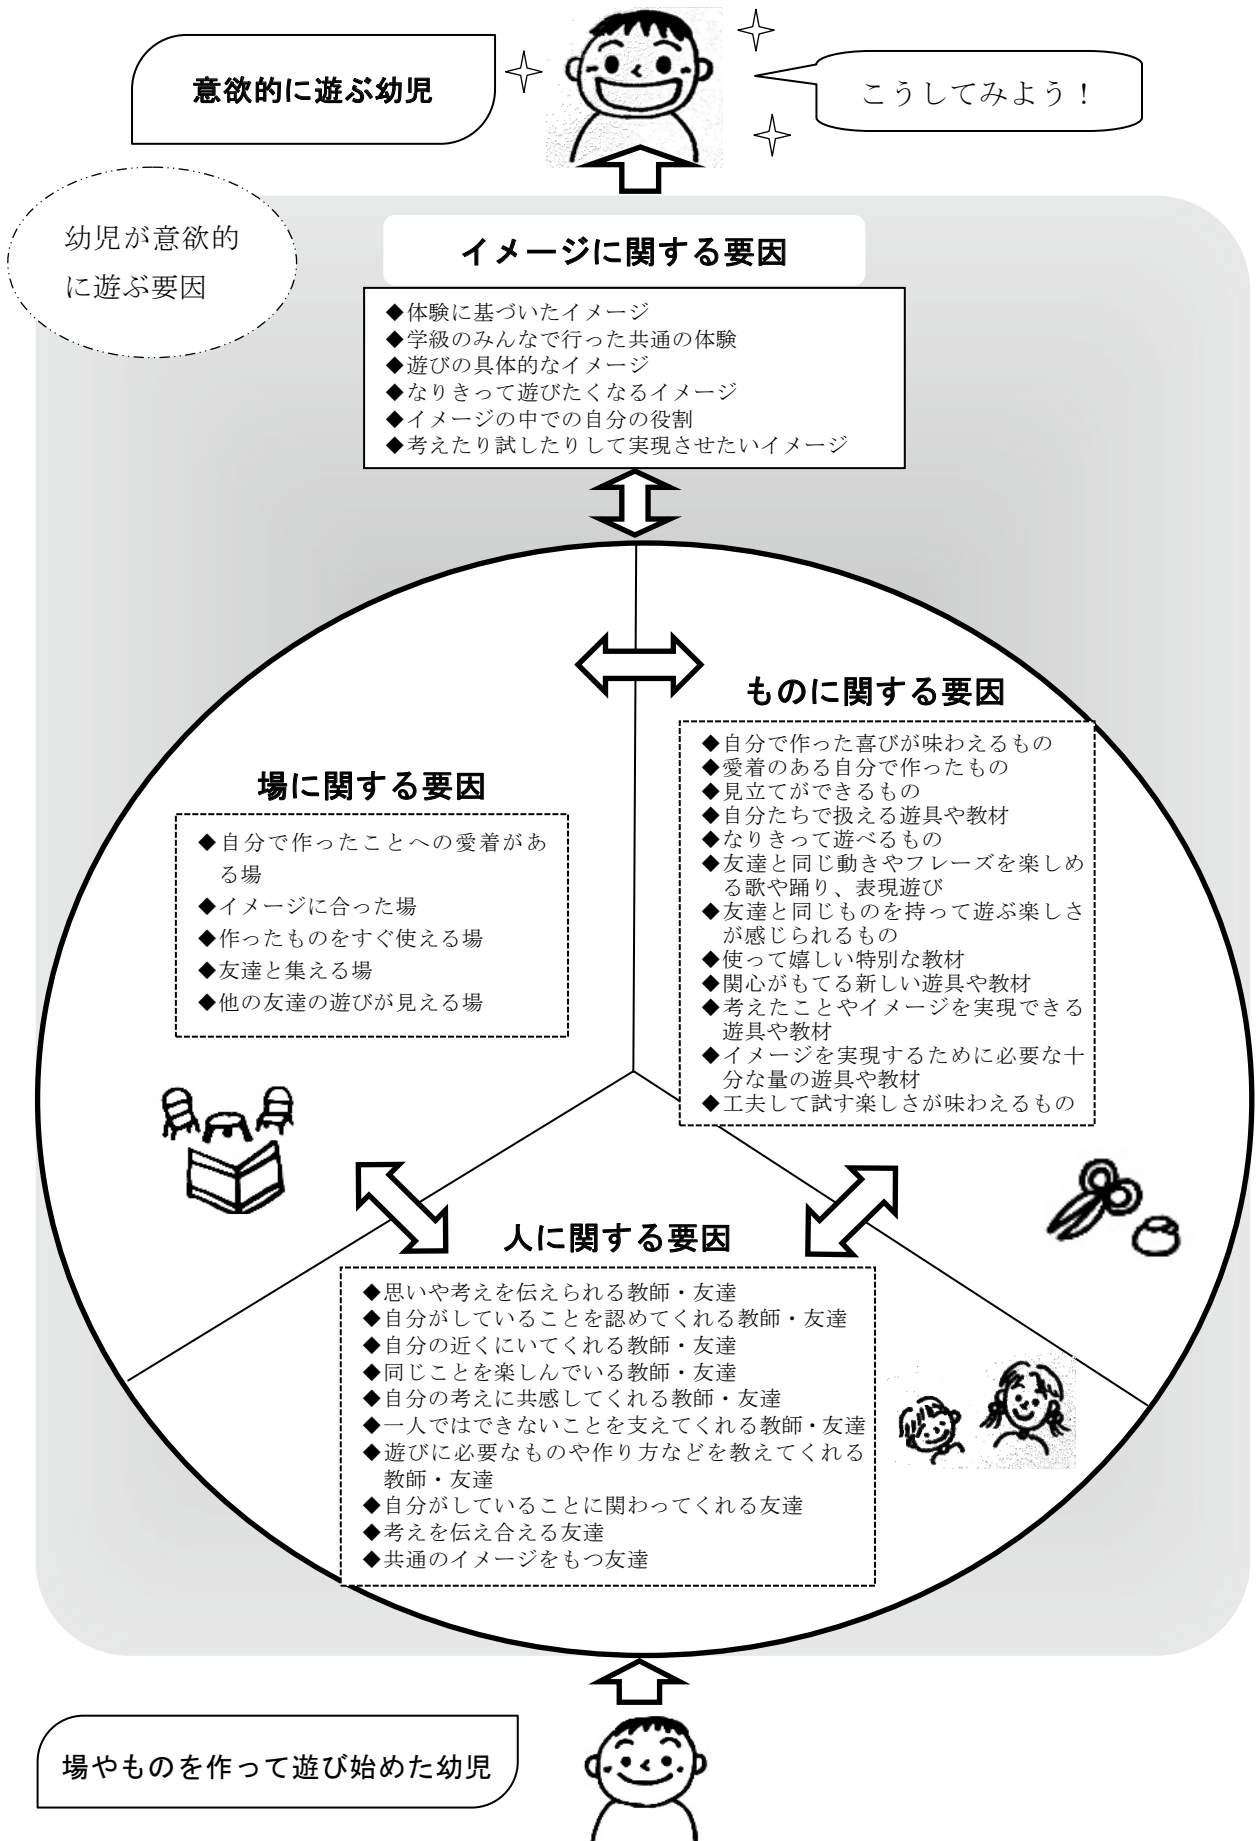 意欲的に遊ぶ幼児
こうしてみよう！
幼児が意欲的
に遊ぶ要因
イメージに関する要因
◆体験に基づいたイメージ
◆学級のみんなで行った共通の体験
◆遊びの具体的なイメージ
◆なりきって遊びたくなるイメージ
◆イメージの中での自分の役割
◆考えたり試したりして実現させたいイメージ
ものに関する要因
◆自分で作った喜びが味わえるもの
◆愛着のある自分で作ったもの
◆見立てができるもの
◆自分たちで扱える遊具や教材
◆なりきって遊べるもの
◆友達と同じ動きやフレーズを楽しめ
る歌や踊り、表現遊び
◆友達と同じものを持って遊ぶ楽しさ
が感じられるもの
◆使って嬉しい特別な教材
◆関心がもてる新しい遊具や教材
◆考えたことやイメージを実現できる
遊具や教材
◆イメージを実現するために必要な十
分な量の遊具や教材
◆工夫して試す楽しさが味わえるもの
場に関する要因
◆自分で作ったことへの愛着があ
る場
◆イメージに合った場
◆作ったものをすぐ使える場
◆友達と集える場
◆他の友達の遊びが見える場
人に関する要因
◆思いや考えを伝えられる教師・友達
◆自分がしていることを認めてくれる教師・友達
◆自分の近くにいてくれる教師・友達
◆同じことを楽しんでいる教師・友達
◆自分の考えに共感してくれる教師・友達
◆一人ではできないことを支えてくれる教師・友達
◆遊びに必要なものや作り方などを教えてくれる
教師・友達
◆自分がしていることに関わってくれる友達
◆考えを伝え合える友達
◆共通のイメージをもつ友達
場やものを作って遊び始めた幼児